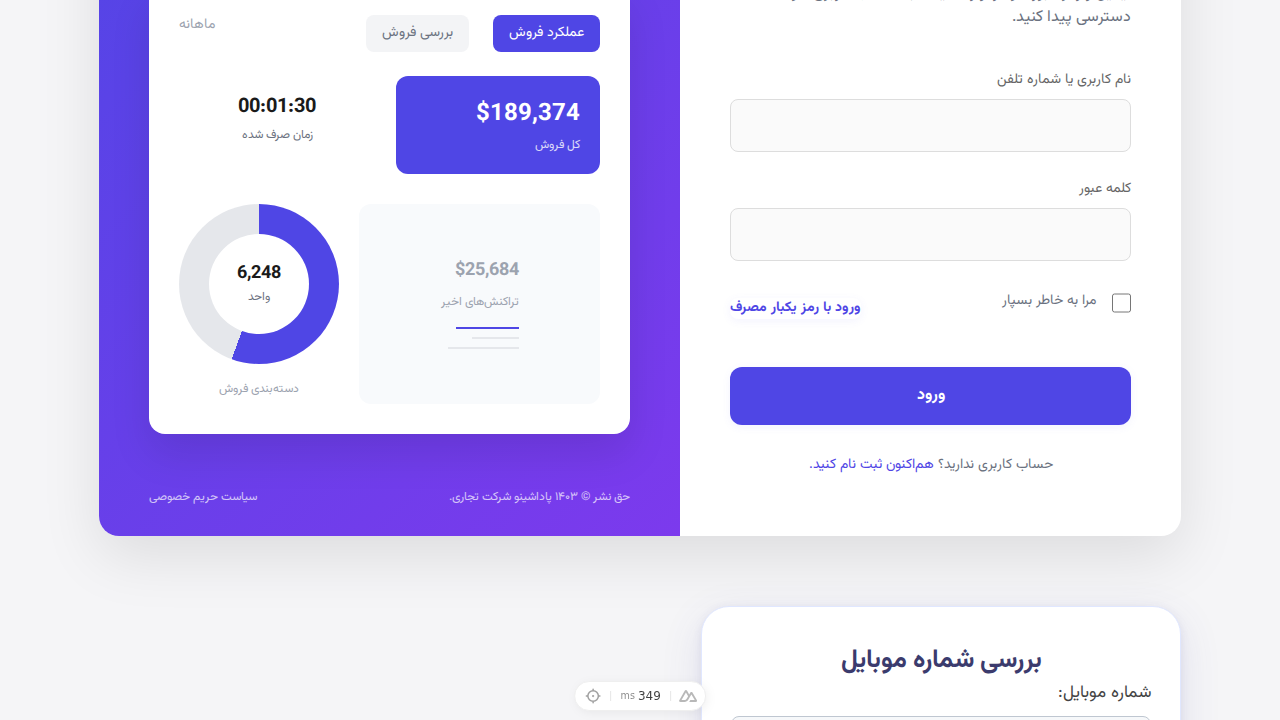 دسترسی پیدا کنید.
نام کاربری یا شماره تلفن
کلمه عبور
مرا به خاطر بسپار
ورود با رمز یکبار مصرف
ورود
حساب کاربری ندارید؟ هم‌اکنون ثبت نام کنید.
عملکرد فروش
بررسی فروش
ماهانه
$189,374
کل فروش
00:01:30
زمان صرف شده
$25,684
تراکنش‌های اخیر
6,248
واحد
دسته‌بندی فروش
حق نشر © ۱۴۰۳ پاداشینو شرکت تجاری.
سیاست حریم خصوصی
بررسی شماره موبایل
شماره موبایل:
349 ms